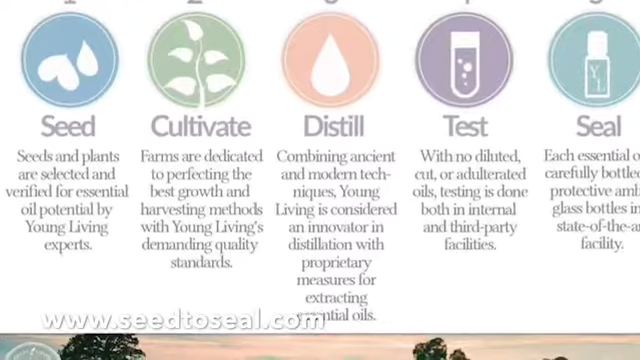 Seed
Seeds and plants
are selected and
verified for essential
oil potential by
Young Living
experts.
Cultivate
Farms are dedicated
to perfecting the
best growth and
harvesting methods
with Young Living's
demanding quality
standards.
Distill
Combining ancient
and modern tech-
niques, Young
Living is considered
an innovator in
distillation with
proprietary
measures for
extracting
essential oils.
Test
With no diluted,
cut, or adulterated
oils, testing is done
both in internal
and third-party
facilities.
YL
Seal
Each essential
carefully bottle
protective
glass bottles in
state-of-the-
facility.
www.seedtoseal.com